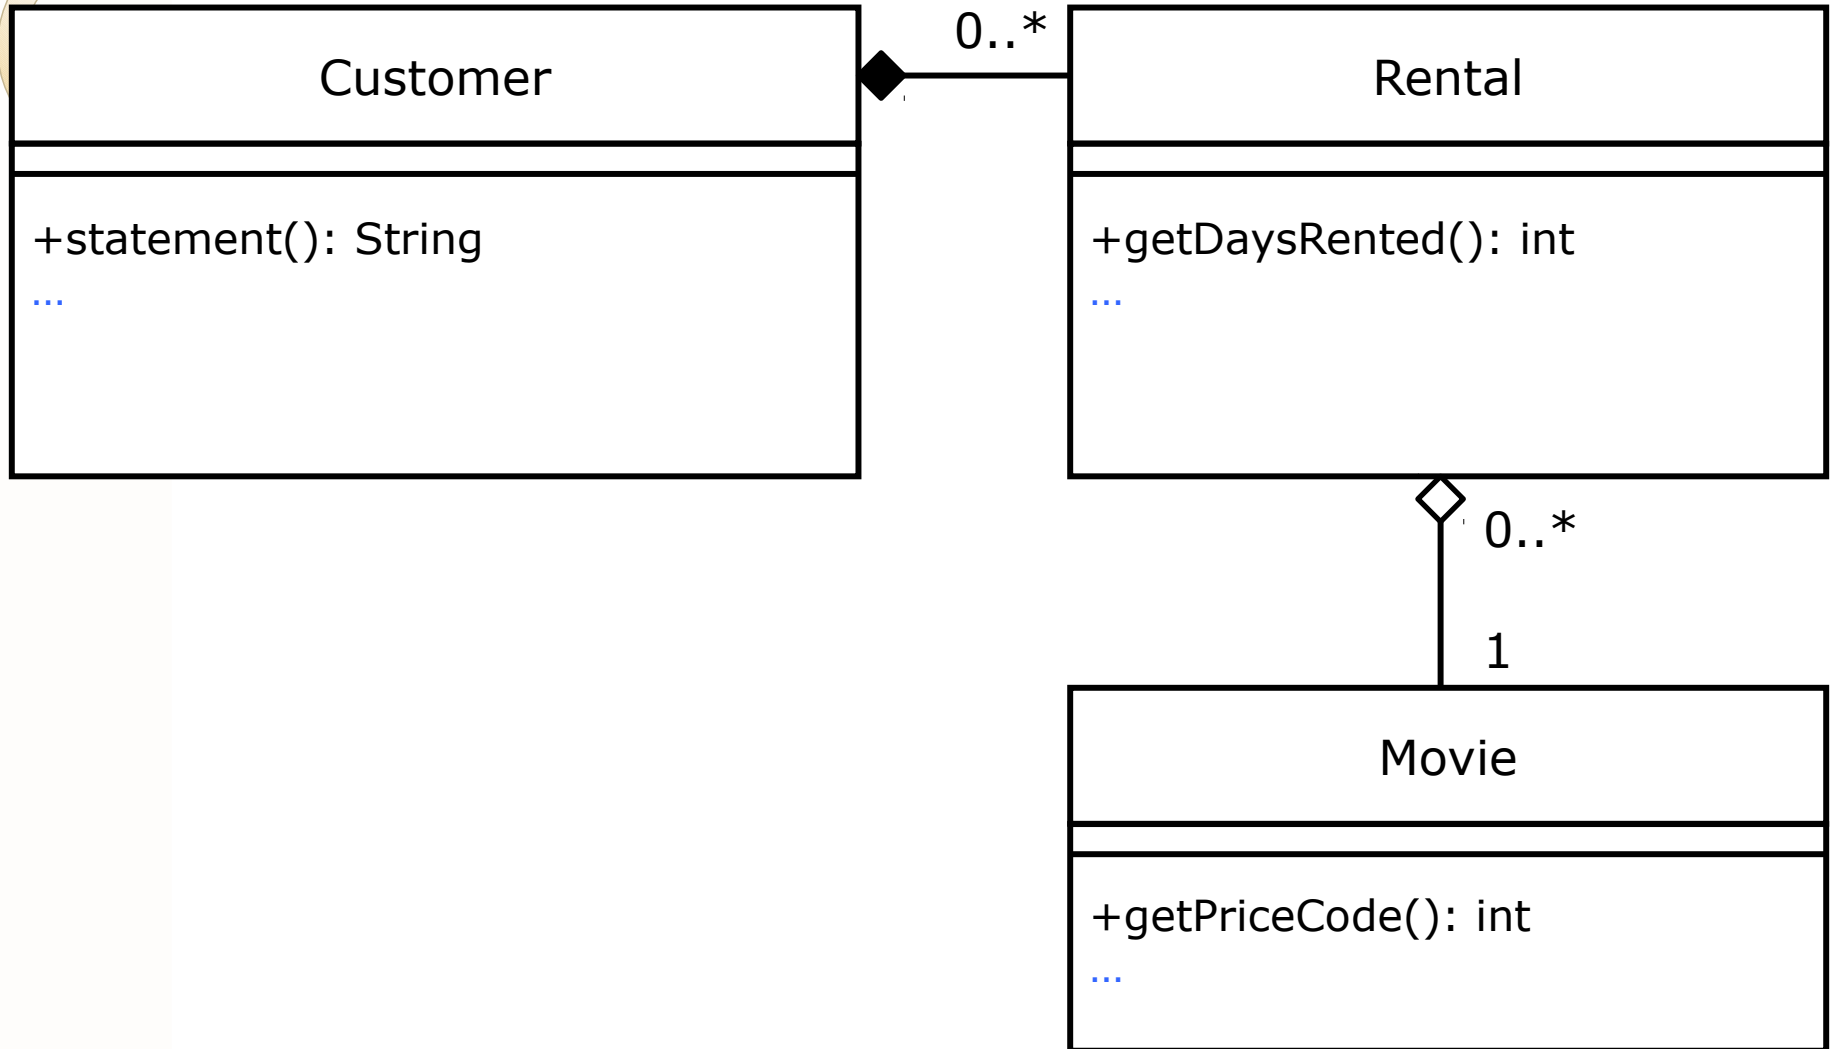 Customer
0..*
Rental
+statement(): String
...
+getDaysRented(): int
...
0..*
1
Movie
+getPriceCode(): int
...